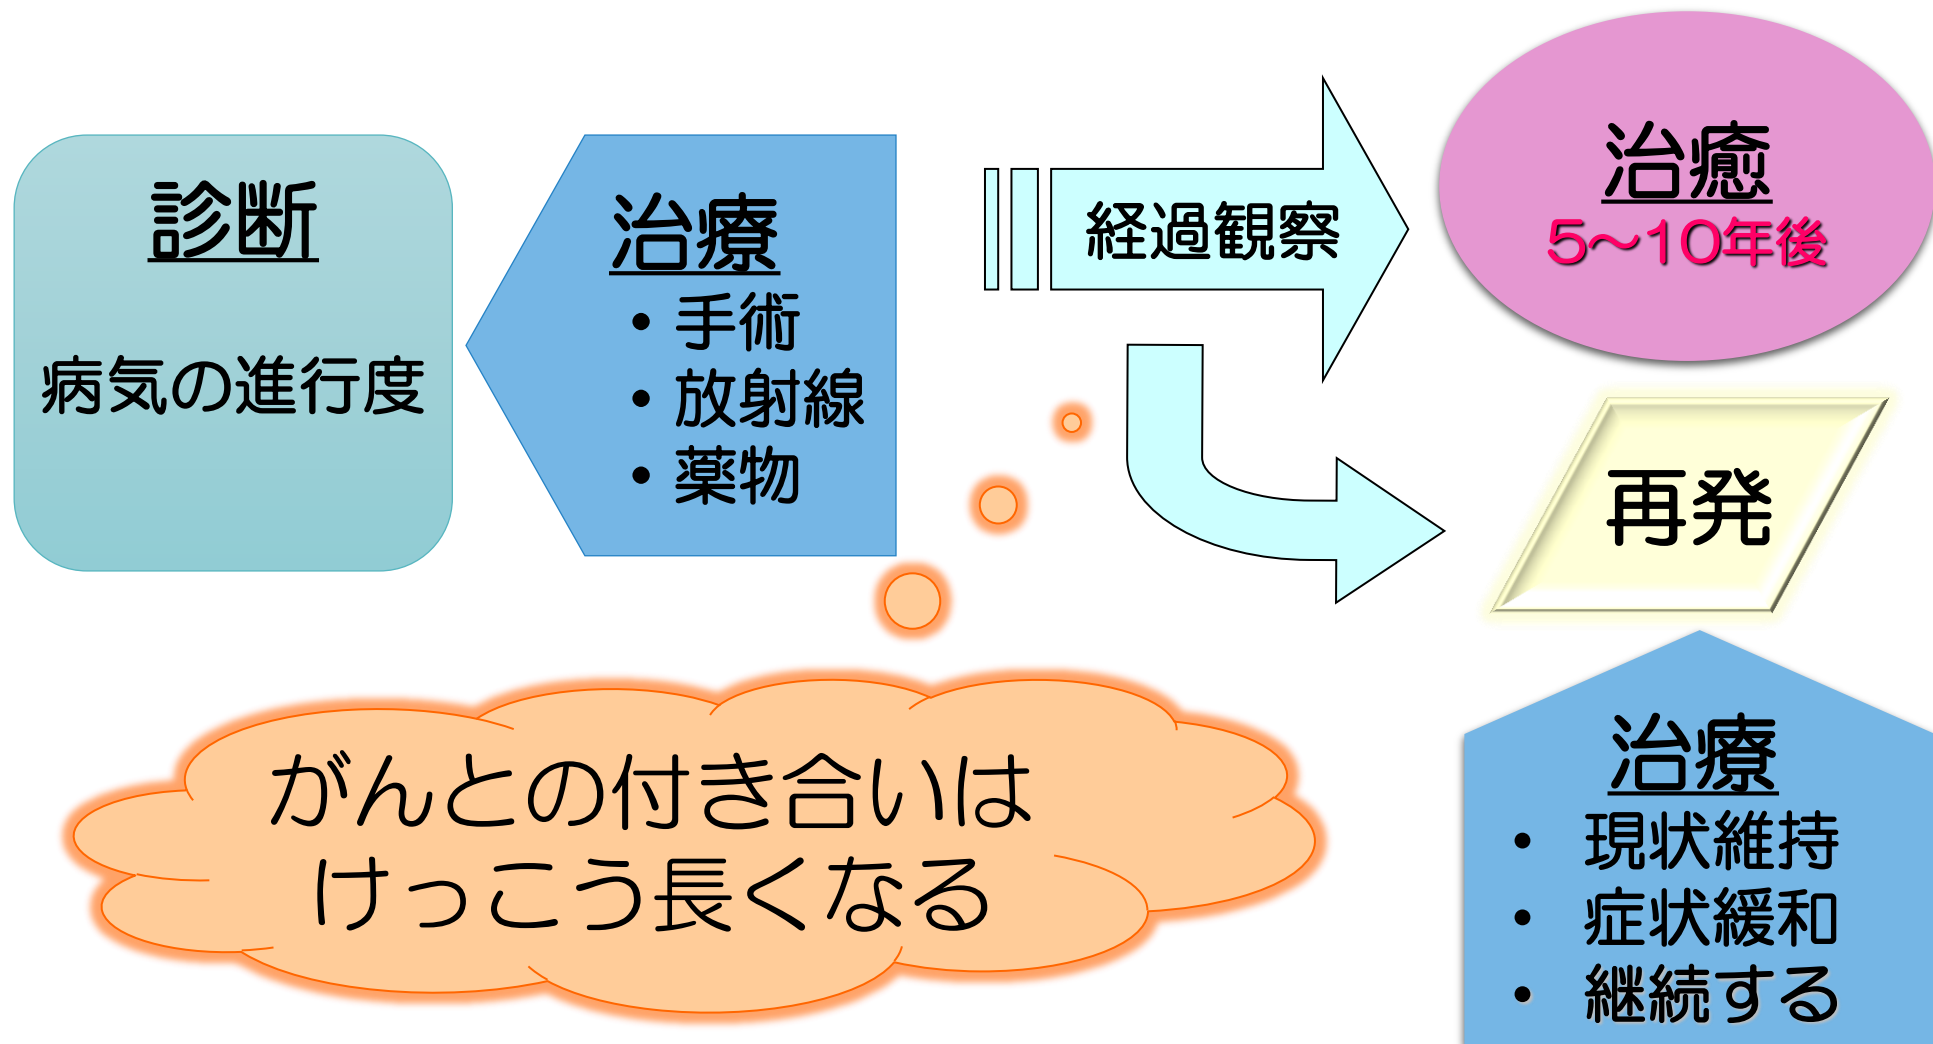 診断
病気の進行度
治療
• 手術
• 放射線
• 薬物
経過観察
治癒
5～10年後
再発
治療
• 現状維持
• 症状緩和
• 継続する
がんとの付き合いは
けっこう長くなる